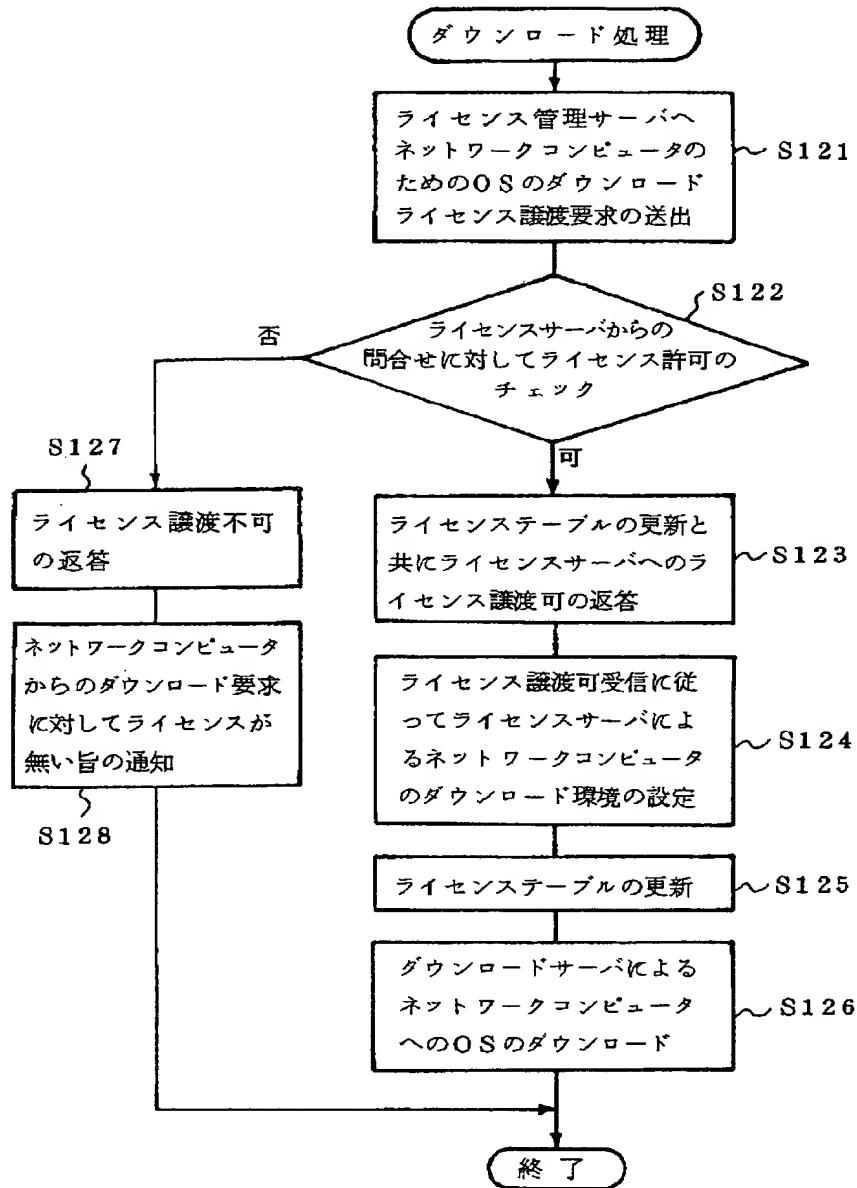 ダウンロード処理
ライセンス管理サーバへ
ネットワークコンピュータの
ためのOSのダウンロード
ライセンス譲渡要求の送出
S121
S122
ライセンスサーバからの
問合せに対してライセンス許可の
チェック
否
可
S127
ライセンス譲渡不可
の返答
ネットワークコンピュータ
からのダウンロード要求
に対してライセンスが
無い旨の通知
S128
ライセンステーブルの更新と
共にライセンスサーバへのラ
イセンス譲渡可の返答
S123
ライセンス譲渡可受信に従
ってライセンスサーバによ
るネットワークコンピュータ
のダウンロード環境の設定
S124
ライセンステーブルの更新
S125
ダウンロードサーバによる
ネットワークコンピュータ
へのOSのダウンロード
S126
終了